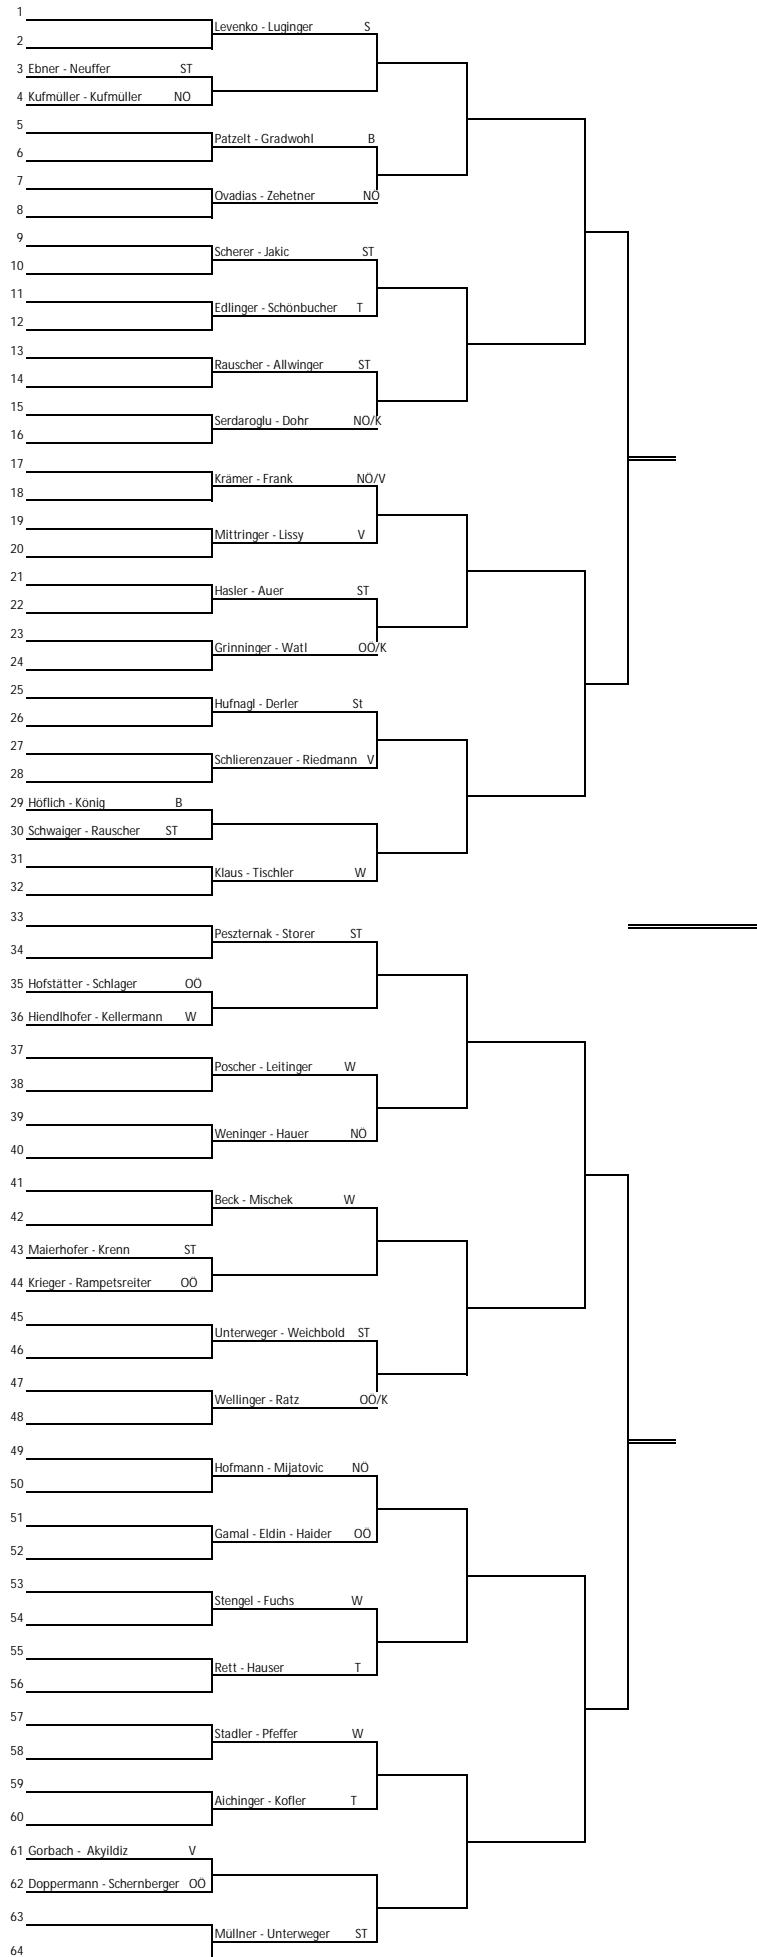 1
Levenko - Luginger S
2
3 Ebner - Neuffer ST
4 Kufmüller - Kufmüller NÖ
5
Patzelt - Gradwohl B
6
7
Ovadias - Zehetner NÖ
8
9
Scherer - Jakic ST
10
11
Edlinger - Schönbucher T
12
13
Rauscher - Allwinger ST
14
15
Serdaroglu - Dohr NÖ/K
16
17
Krämer - Frank NÖ/V
18
19
Mittringer - Lissy V
20
21
Hasler - Auer ST
22
23
Grinninger - Watl OÖ/K
24
25
Hufnagl - Derler St
26
27
Schlierenzauer - Riedmann V
28
29 Höflich - König B
30 Schwaiger - Rauscher ST
31
Klaus - Tischler W
32
33
Peszternak - Storer ST
34
35 Hofstätter - Schlager OÖ
36 Hiendlhofer - Kellermann W
37
Poscher - Leitinger W
38
39
Weninger - Hauer NÖ
40
41
Beck - Mischek W
42
43 Maierhofer - Krenn ST
44 Krieger - Rampetsreiter OÖ
45
Unterweger - Weichbold ST
46
47
Wellinger - Ratz OÖ/K
48
49
Hofmann - Mijatovic NÖ
50
51
Gamal - Eldin - Haider OÖ
52
53
Stengel - Fuchs W
54
55
Rett - Hauser T
56
57
Stadler - Pfeffer W
58
59
Aichinger - Kofler T
60
61 Gorbach - Akyildiz V
62 Doppermann - Schernberger OÖ
63
Müllner - Unterweger ST
64